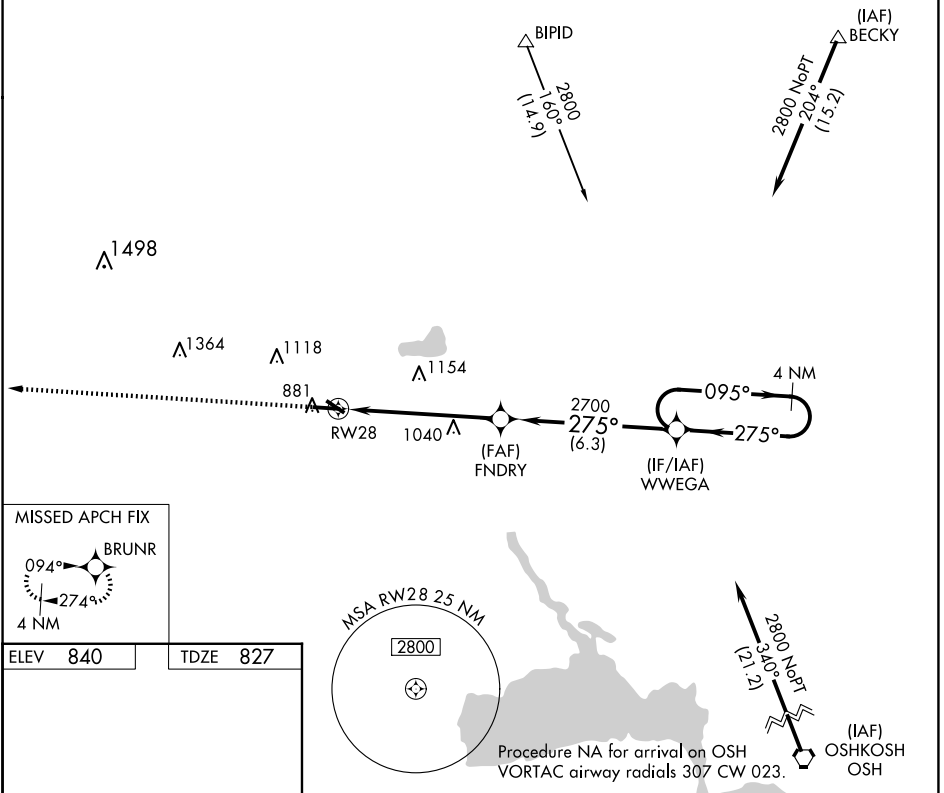 BIPID
(IAF)
BECKY
2800
160°
(14.9)
2800 NoPT
204°
(15.2)
1498
1364
1118
1154
881
RW28
1040
(FAF)
FNDRY
2700
275°
(6.3)
095°
4 NM
275°
(IF/IAF)
WWEGA
MISSED APCH FIX
BRUNR
094°
274°
4 NM
MSA RW28 25 NM
2800
ELEV 840
TDZE 827
2800 NoPT
340°
(21.2)
(IAF)
OSHKOSH
OSH
Procedure NA for arrival on OSH
VORTAC airway radials 307 CW 023.